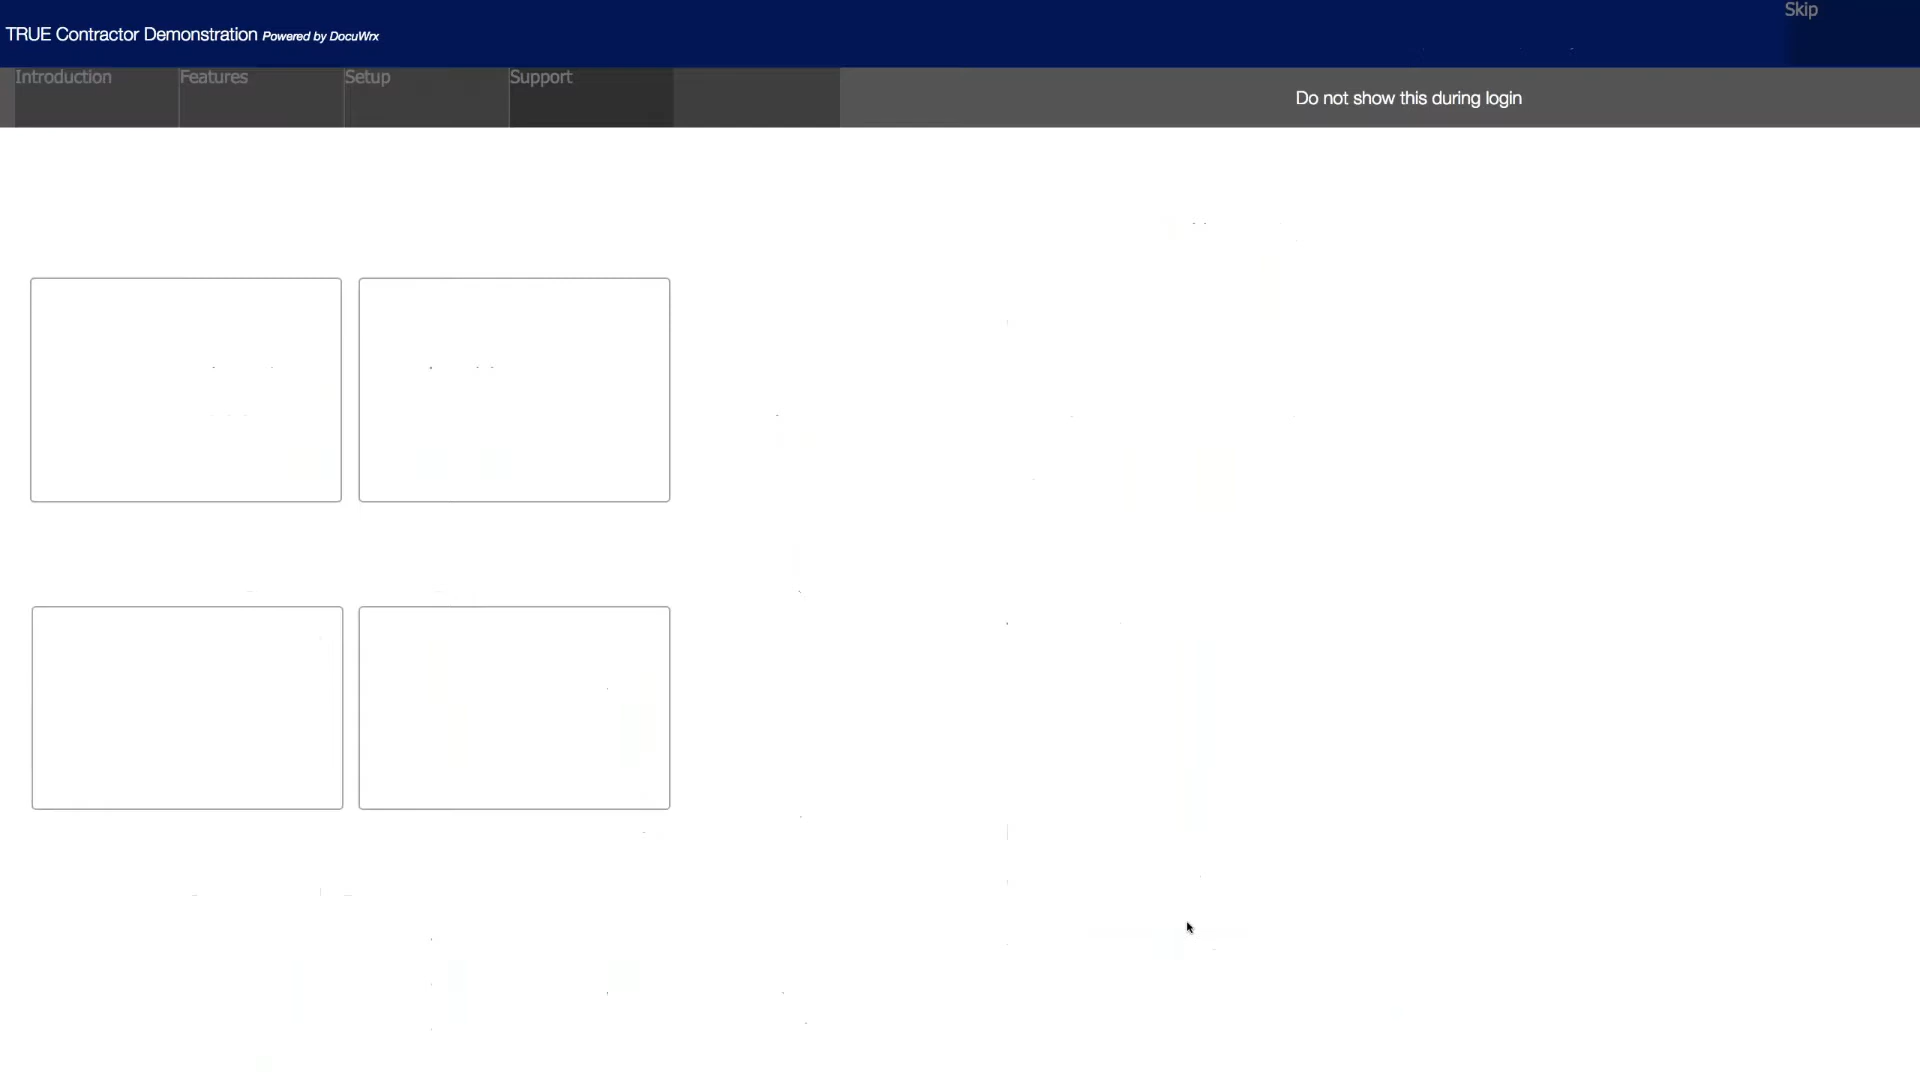 Skip
TRUE Contractor Demonstration Powered by DocuWrx
Introduction Features Setup Support
Do not show this during login